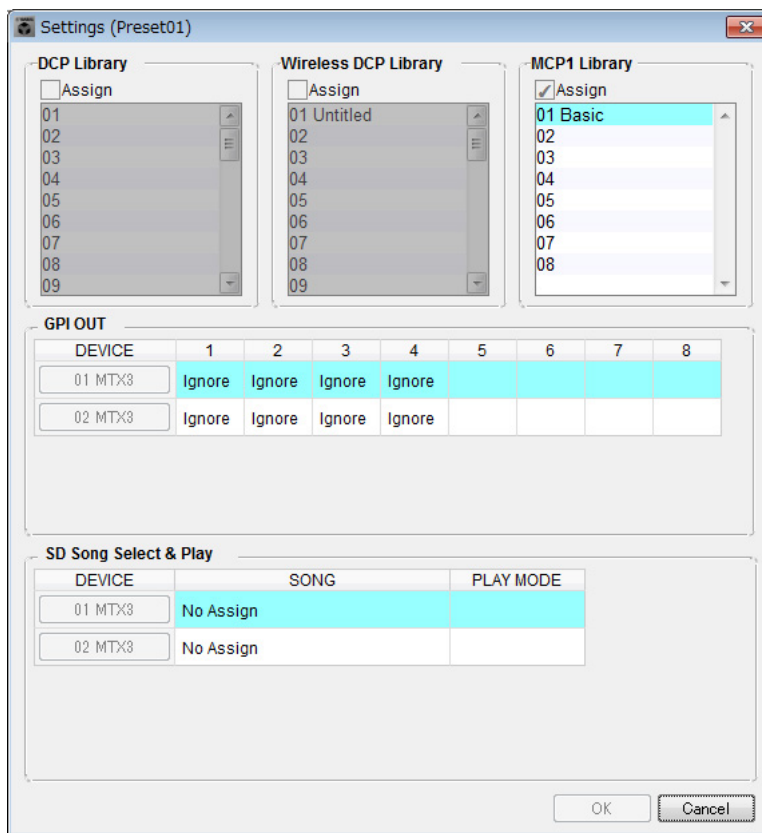 Settings (Preset01)
DCP Library
Assign
01
02
03
04
05
06
07
08
09
Wireless DCP Library
Assign
01 Untitled
02
03
04
05
06
07
08
09
MCP1 Library
Assign
01 Basic
02
03
04
05
06
07
08
GPI OUT
DEVICE 1 2 3 4 5 6 7 8
01 MTX3 Ignore Ignore Ignore Ignore
02 MTX3 Ignore Ignore Ignore Ignore
SD Song Select & Play
DEVICE SONG PLAY MODE
01 MTX3 No Assign
02 MTX3 No Assign
OK Cancel